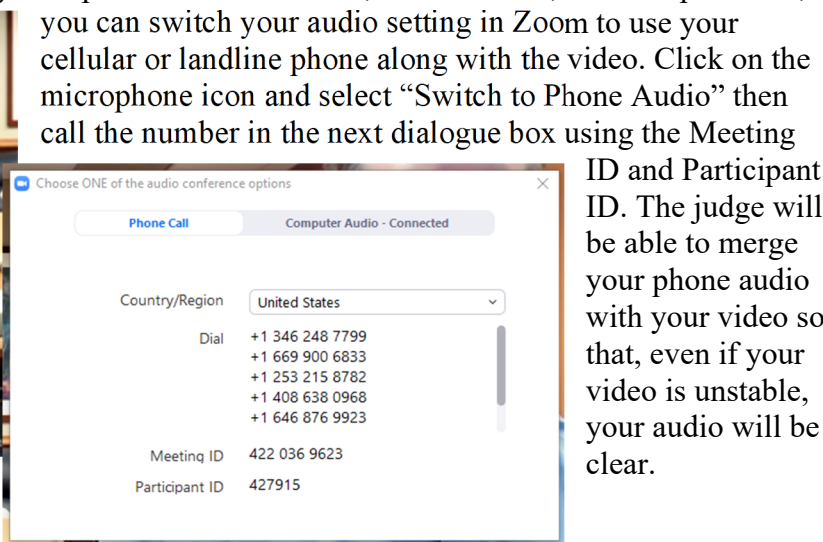 you can switch your audio setting in Zoom to use your
cellular or landline phone along with the video. Click on the
microphone icon and select “Switch to Phone Audio” then
call the number in the next dialogue box using the Meeting
ID and Participant
ID. The judge will
be able to merge
your phone audio
with your video so
that, even if your
video is unstable,
your audio will be
clear.
Choose ONE of the audio conference options
Phone Call
Computer Audio - Connected
Country/Region United States
Dial +1 346 248 7799
+1 669 900 6833
+1 253 215 8782
+1 408 638 0968
+1 646 876 9923
Meeting ID 422 036 9623
Participant ID 427915